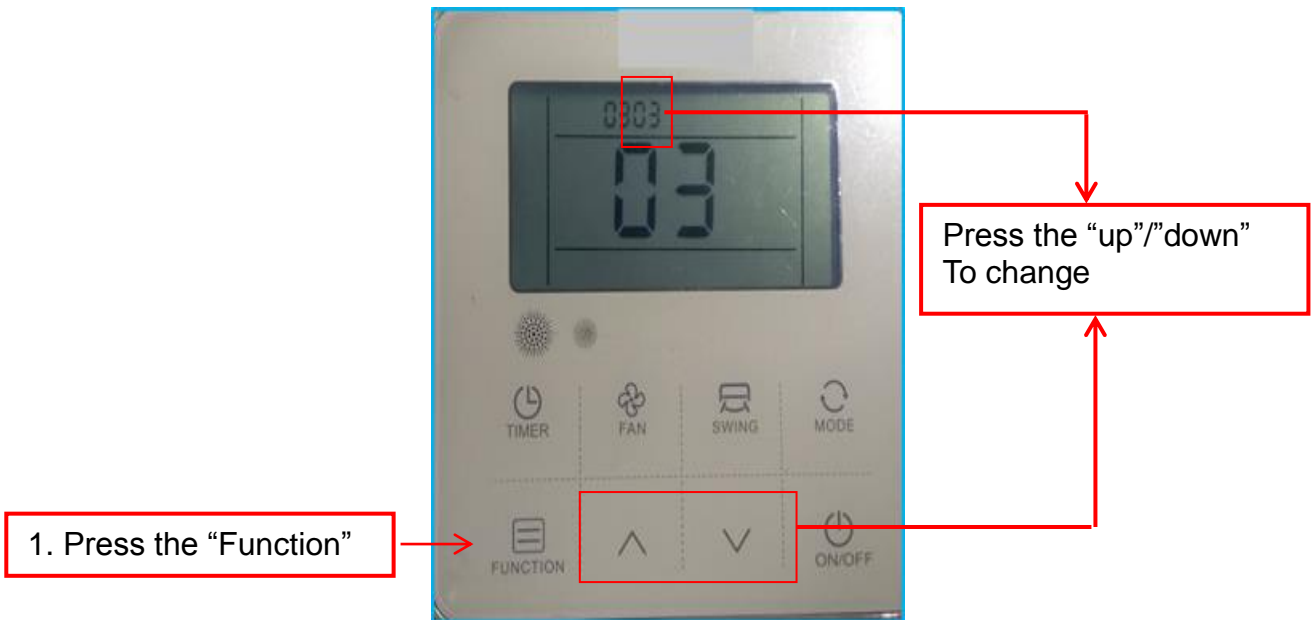 0303
03
Press the “up”/”down”
To change
TIMER
FAN
SWING
MODE
1. Press the “Function”
FUNCTION
ON/OFF